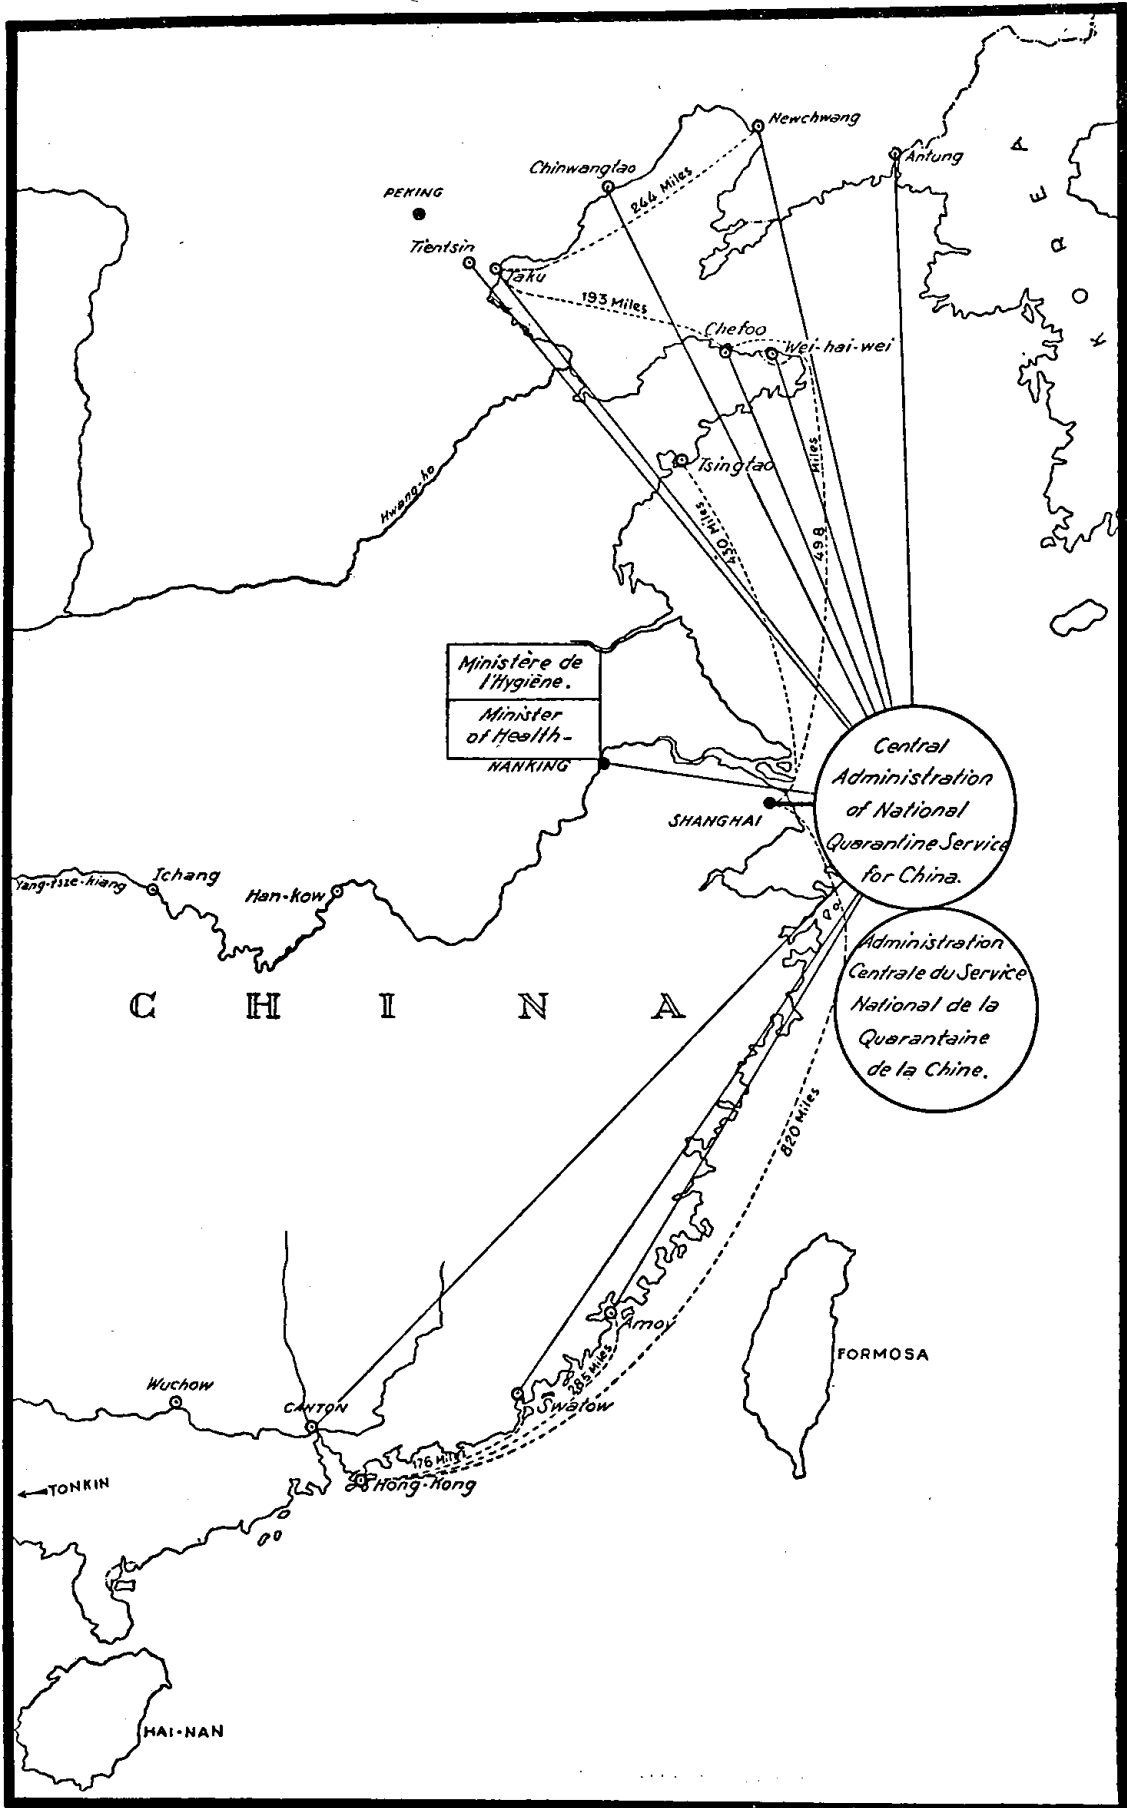 Newchwang
Antung
Chinwangtao
244 Miles
PEKING
Tientsin
Taku
193 Miles
Chefoo
Wei-hai-wei
KOREA
Tsingtao
Hwang-ho
430 Miles
498 Miles
Ministère de
l'Hygiène.
Minister
of Health-
NANKING
SHANGHAI
Central
Administration
of National
Quarantine Service
for China.
Yang-tsze-kiang
Ichang
Han-kow
Administration
Centrale du Service
National de la
Quarantaine
de la Chine.
CHINA
820 Miles
Amoy
285 Miles
FORMOSA
Wuchow
CANTON
Swatow
176 Miles
Hong-Kong
TONKIN
HAI-NAN